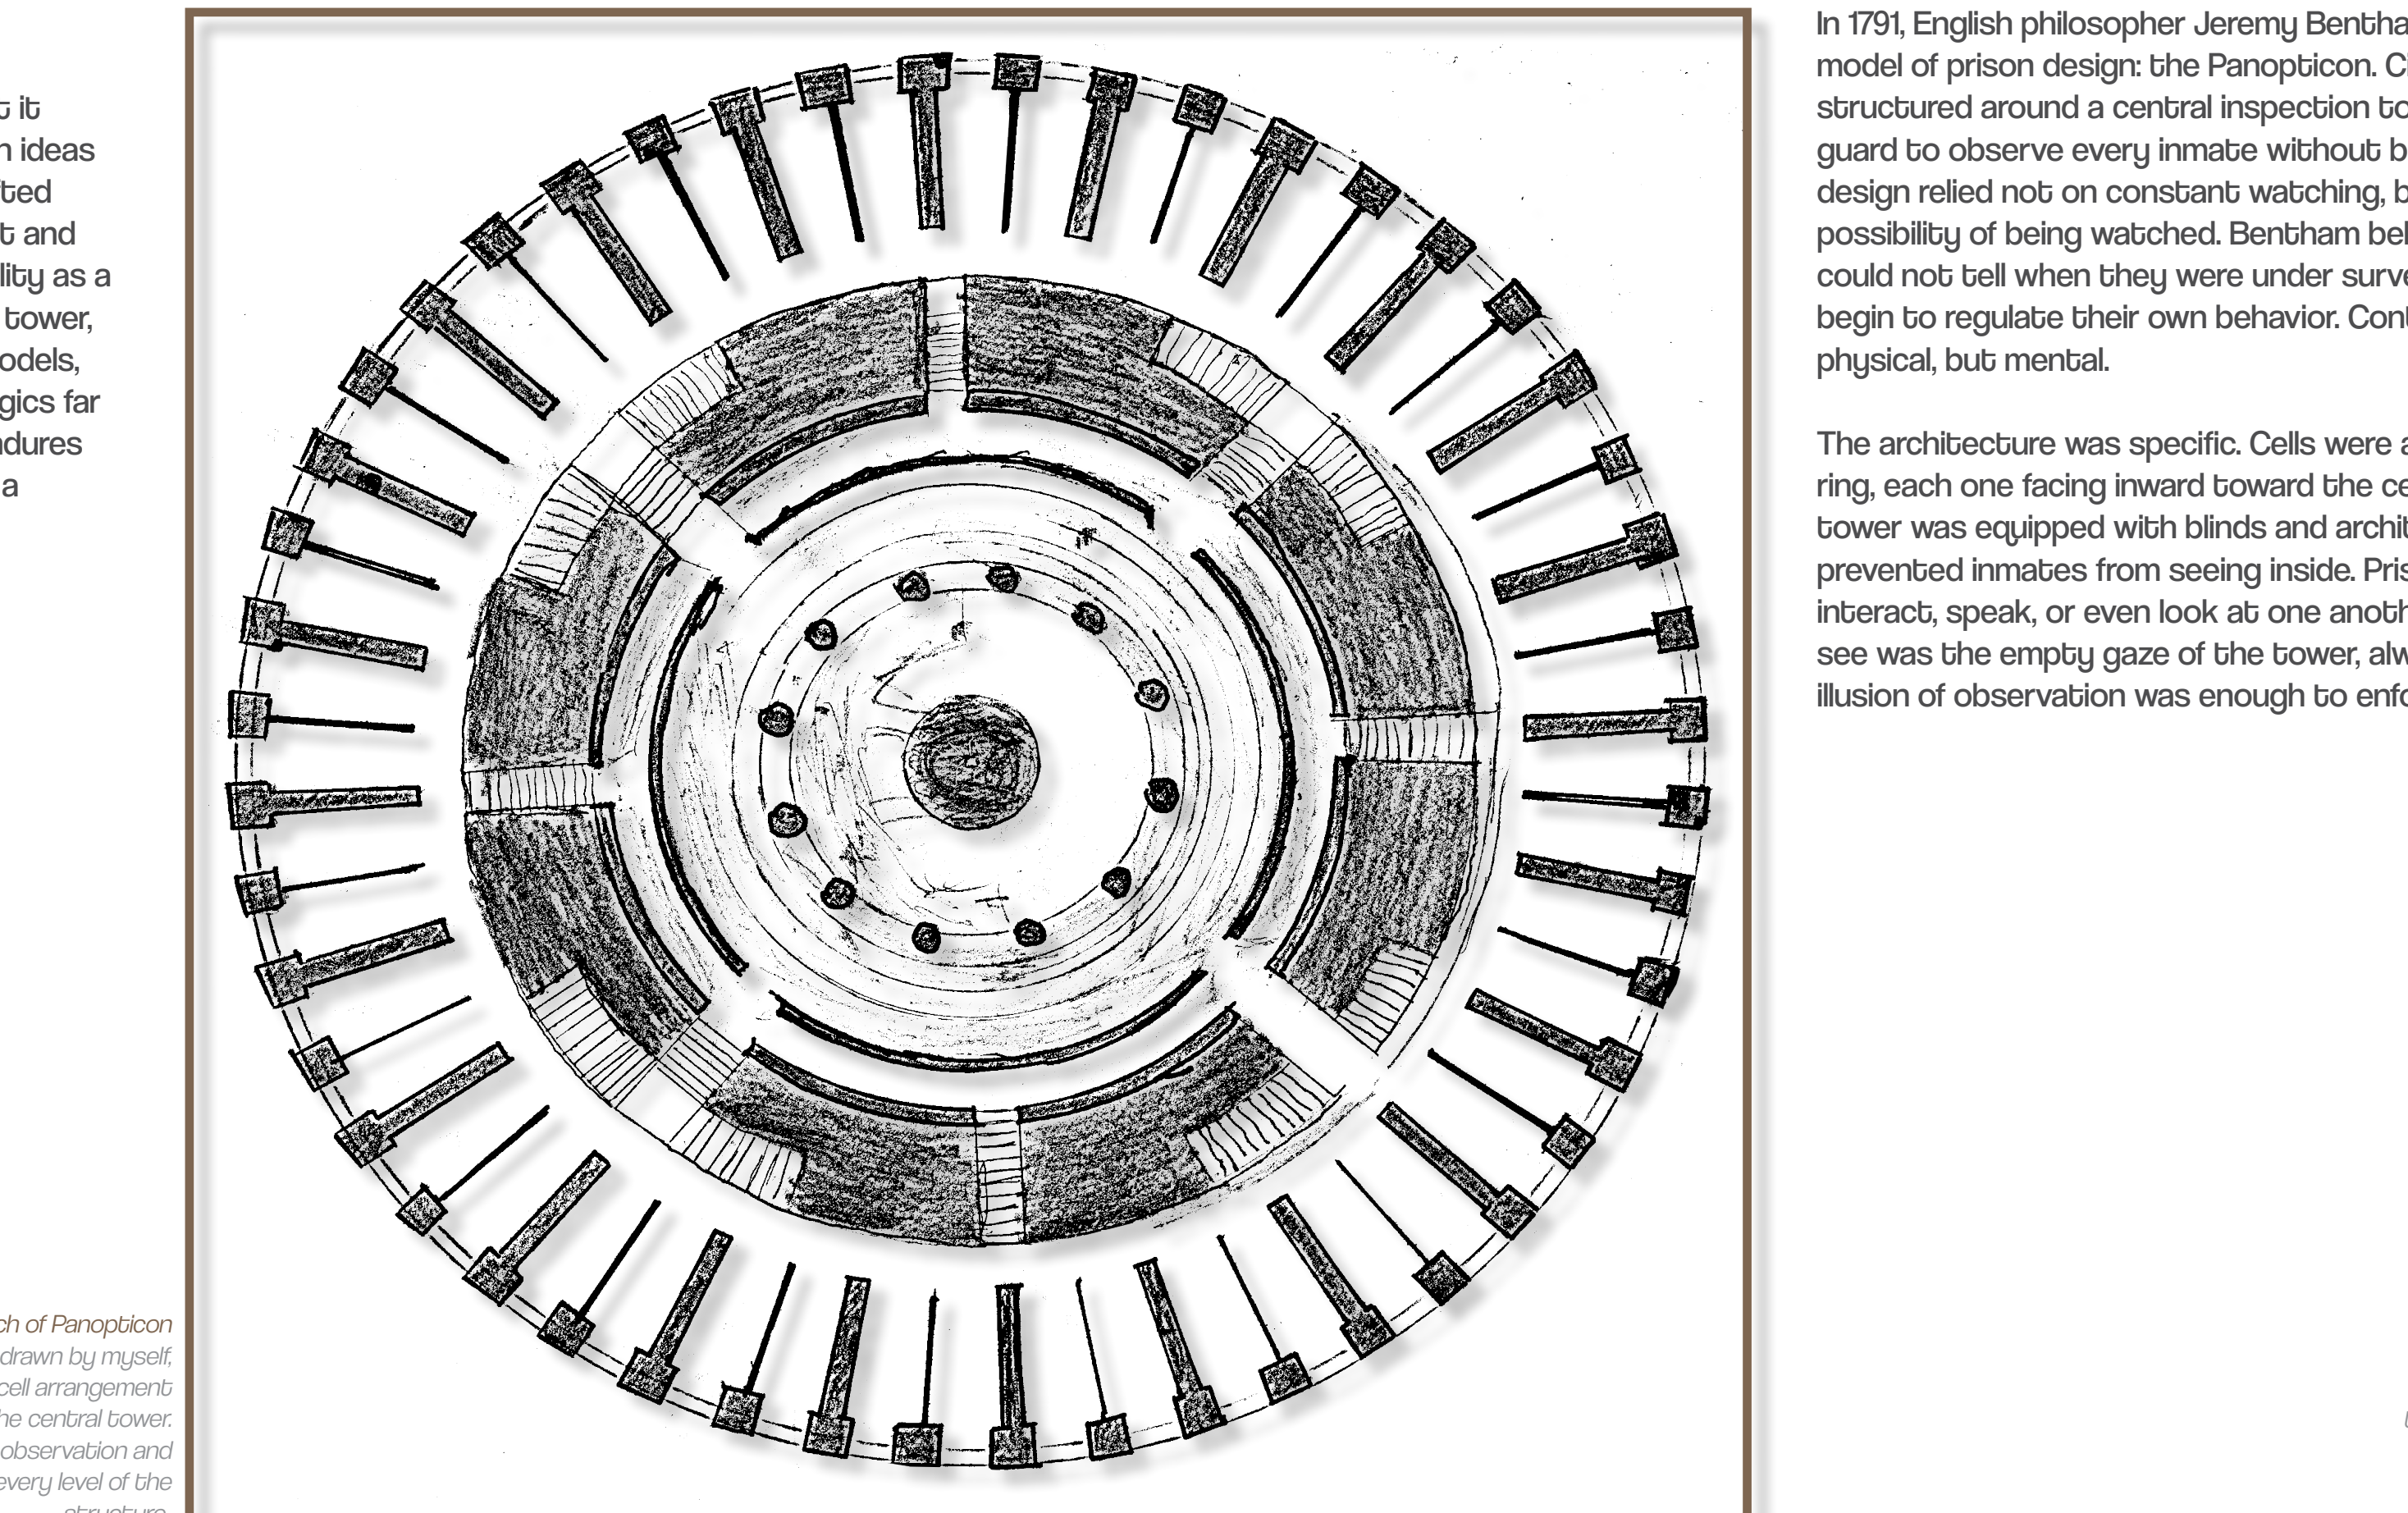 t it
n ideas
ted
t and
lity as a
tower,
odels,
gics far
ndures
a
ch of Panopticon
drawn by myself,
cell arrangement
he central tower.
observation and
every level of the
structure.
In 1791, English philosopher Jeremy Bentha
model of prison design: the Panopticon. C
structured around a central inspection to
guard to observe every inmate without b
design relied not on constant watching, b
possibility of being watched. Bentham bel
could not tell when they were under surve
begin to regulate their own behavior. Cont
physical, but mental.
The architecture was specific. Cells were a
ring, each one facing inward toward the ce
tower was equipped with blinds and archit
prevented inmates from seeing inside. Pris
interact, speak, or even look at one anoth
see was the empty gaze of the tower, alw
illusion of observation was enough to enfo